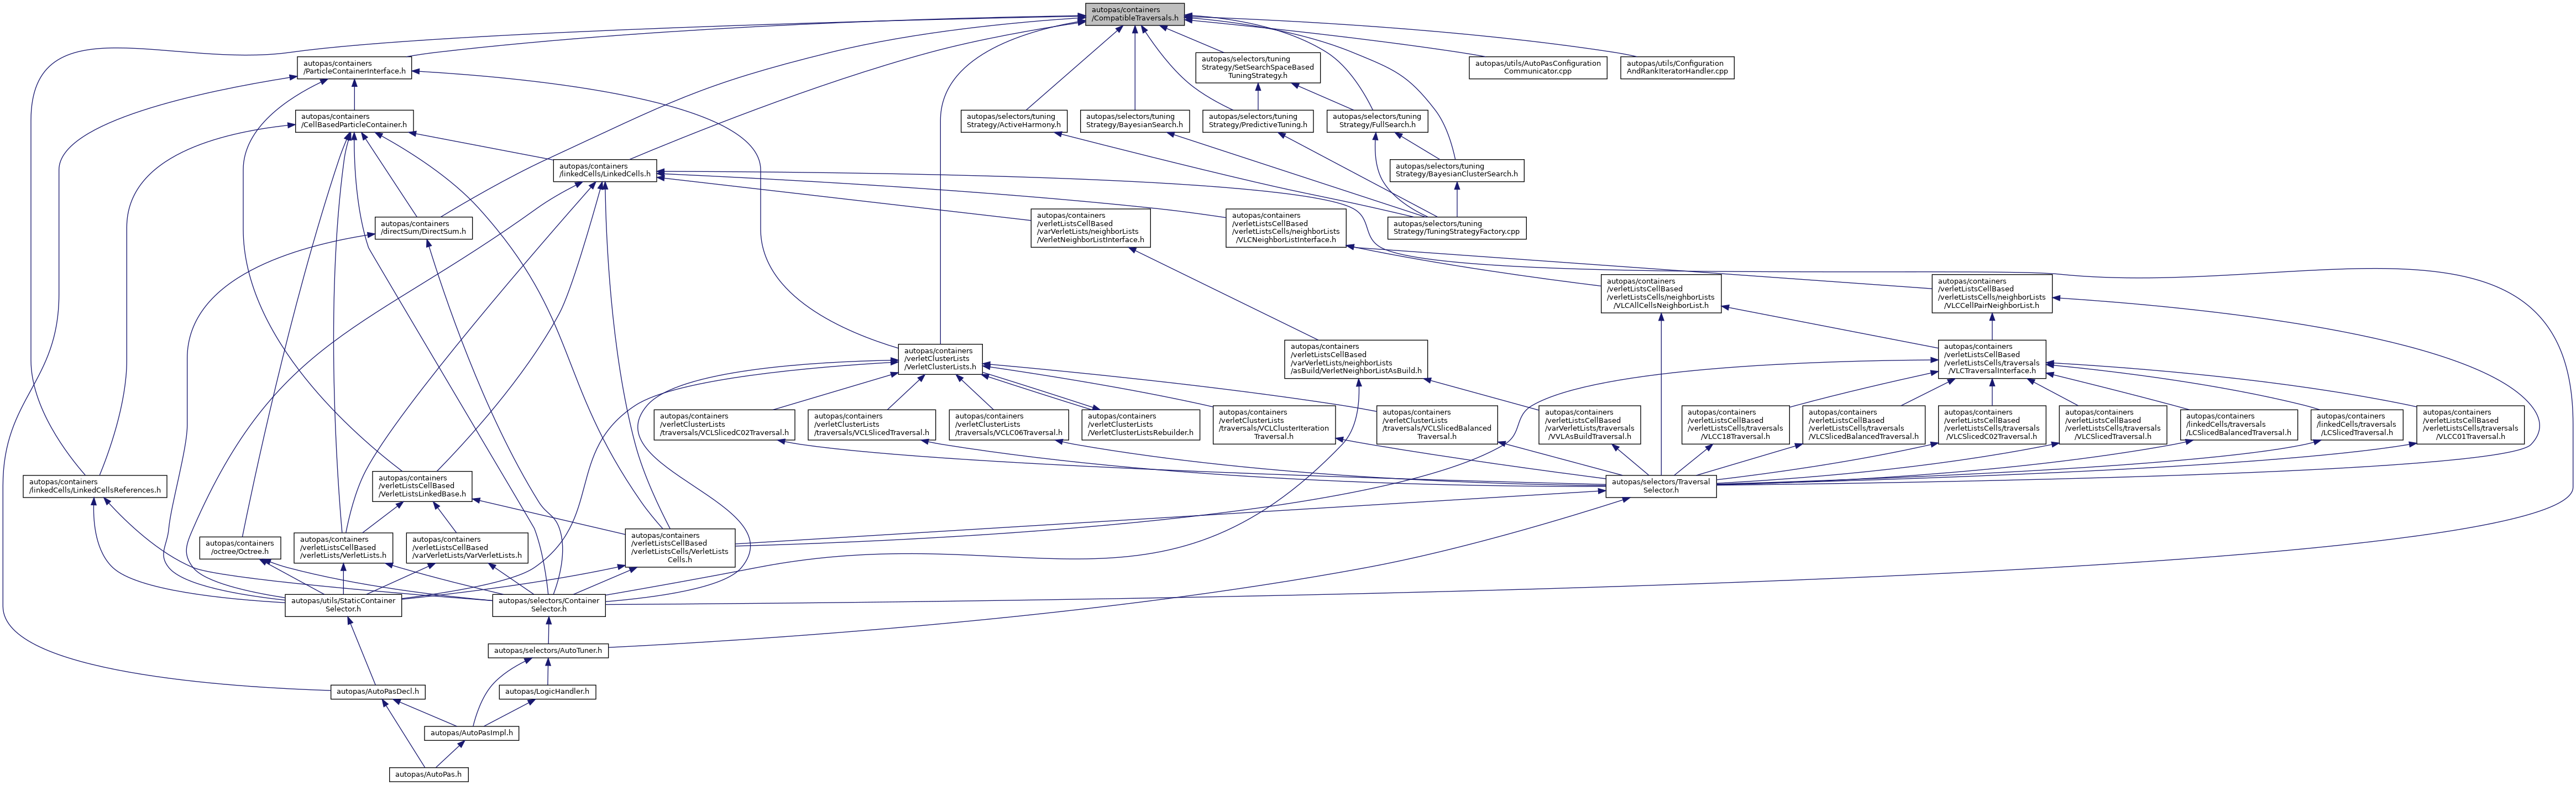 autopas/containers
/CompatibleTraversals.h
autopas/containers
/ParticleContainerInterface.h
autopas/selectors/tuning
Strategy/SetSearchSpaceBased
TuningStrategy.h
autopas/utils/AutoPasConfiguration
Communicator.cpp
autopas/utils/Configuration
AndRankIteratorHandler.cpp
autopas/containers
/CellBasedParticleContainer.h
autopas/selectors/tuning
Strategy/ActiveHarmony.h
autopas/selectors/tuning
Strategy/BayesianSearch.h
autopas/selectors/tuning
Strategy/PredictiveTuning.h
autopas/selectors/tuning
Strategy/FullSearch.h
autopas/containers
/linkedCells/LinkedCells.h
autopas/selectors/tuning
Strategy/BayesianClusterSearch.h
autopas/containers
/directSum/DirectSum.h
autopas/containers
/verletListsCellBased
/varVerletLists/neighborLists
/VerletNeighborListInterface.h
autopas/containers
/verletListsCellBased
/verletListsCells/neighborLists
/VLCNeighborListInterface.h
autopas/selectors/tuning
Strategy/TuningStrategyFactory.cpp
autopas/containers
/verletListsCellBased
/verletListsCells/neighborLists
/VLCAllCellsNeighborList.h
autopas/containers
/verletListsCellBased
/verletListsCells/neighborLists
/VLCCellPairNeighborList.h
autopas/containers
/verletClusterLists
/VerletClusterLists.h
autopas/containers
/verletListsCellBased
/varVerletLists/neighborLists
/asBuild/VerletNeighborListAsBuild.h
autopas/containers
/verletListsCellBased
/verletListsCells/traversals
/VLCTraversalInterface.h
autopas/containers
/verletClusterLists
/traversals/VCLSlicedC02Traversal.h
autopas/containers
/verletClusterLists
/traversals/VCLSlicedTraversal.h
autopas/containers
/verletClusterLists
/traversals/VCLC06Traversal.h
autopas/containers
/verletClusterLists
/VerletClusterListsRebuilder.h
autopas/containers
/verletClusterLists
/traversals/VCLClusterIteration
Traversal.h
autopas/containers
/verletClusterLists
/traversals/VCLSlicedBalanced
Traversal.h
autopas/containers
/verletListsCellBased
/varVerletLists/traversals
/VVLAsBuildTraversal.h
autopas/containers
/verletListsCellBased
/verletListsCells/traversals
/VLCC18Traversal.h
autopas/containers
/verletListsCellBased
/verletListsCells/traversals
/VLCSlicedBalancedTraversal.h
autopas/containers
/verletListsCellBased
/verletListsCells/traversals
/VLCSlicedC02Traversal.h
autopas/containers
/verletListsCellBased
/verletListsCells/traversals
/VLCSlicedTraversal.h
autopas/containers
/linkedCells/traversals
/LCSlicedBalancedTraversal.h
autopas/containers
/linkedCells/traversals
/LCSlicedTraversal.h
autopas/containers
/verletListsCellBased
/verletListsCells/traversals
/VLCC01Traversal.h
autopas/containers
/linkedCells/LinkedCellsReferences.h
autopas/containers
/verletListsCellBased
/VerletListsLinkedBase.h
autopas/selectors/Traversal
Selector.h
autopas/containers
/octree/Octree.h
autopas/containers
/verletListsCellBased
/verletLists/VerletLists.h
autopas/containers
/verletListsCellBased
/varVerletLists/VarVerletLists.h
autopas/containers
/verletListsCellBased
/verletListsCells/VerletLists
Cells.h
autopas/utils/StaticContainer
Selector.h
autopas/selectors/Container
Selector.h
autopas/selectors/AutoTuner.h
autopas/AutoPasDecl.h
autopas/LogicHandler.h
autopas/AutoPasImpl.h
autopas/AutoPas.h